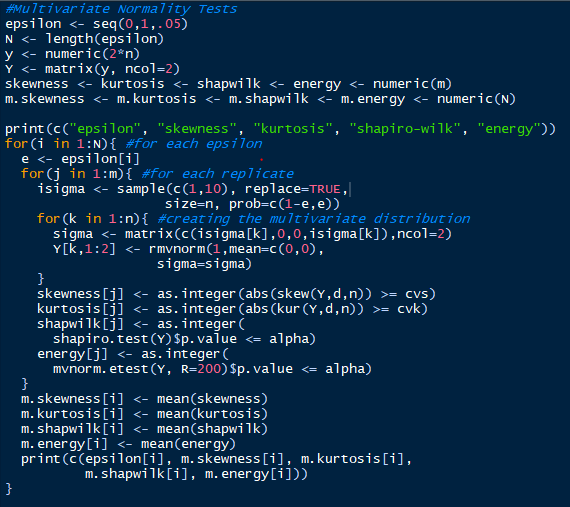 #Multivariate Normality Tests
epsilon <- seq(0,1,.05)
N <- length(epsilon)
y <- numeric(2*n)
Y <- matrix(y, ncol=2)
skewness <- kurtosis <- shapwilk <- energy <- numeric(m)
m.skewness <- m.kurtosis <- m.shapwilk <- m.energy <- numeric(N)

print(c("epsilon", "skewness", "kurtosis", "shapiro-wilk", "energy"))
for(i in 1:N){ #for each epsilon
  e <- epsilon[i]
  for(j in 1:m){ #for each replicate
    isigma <- sample(c(1,10), replace=TRUE,
                     size=n, prob=c(1-e,e))
    for(k in 1:n){ #creating the multivariate distribution
      sigma <- matrix(c(isigma[k],0,0,isigma[k]),ncol=2)
      Y[k,1:2] <- rmvnorm(1,mean=c(0,0),
                    sigma=sigma)
    }
    skewness[j] <- as.integer(abs(skew(Y,d,n)) >= cvs)
    kurtosis[j] <- as.integer(abs(kur(Y,d,n)) >= cvk)
    shapwilk[j] <- as.integer(
      shapiro.test(Y)$p.value <= alpha)
    energy[j] <- as.integer(
      mvnorm.etest(Y, R=200)$p.value <= alpha)
  }
  m.skewness[i] <- mean(skewness)
  m.kurtosis[i] <- mean(kurtosis)
  m.shapwilk[i] <- mean(shapwilk)
  m.energy[i] <- mean(energy)
  print(c(epsilon[i], m.skewness[i], m.kurtosis[i],
          m.shapwilk[i], m.energy[i]))
}